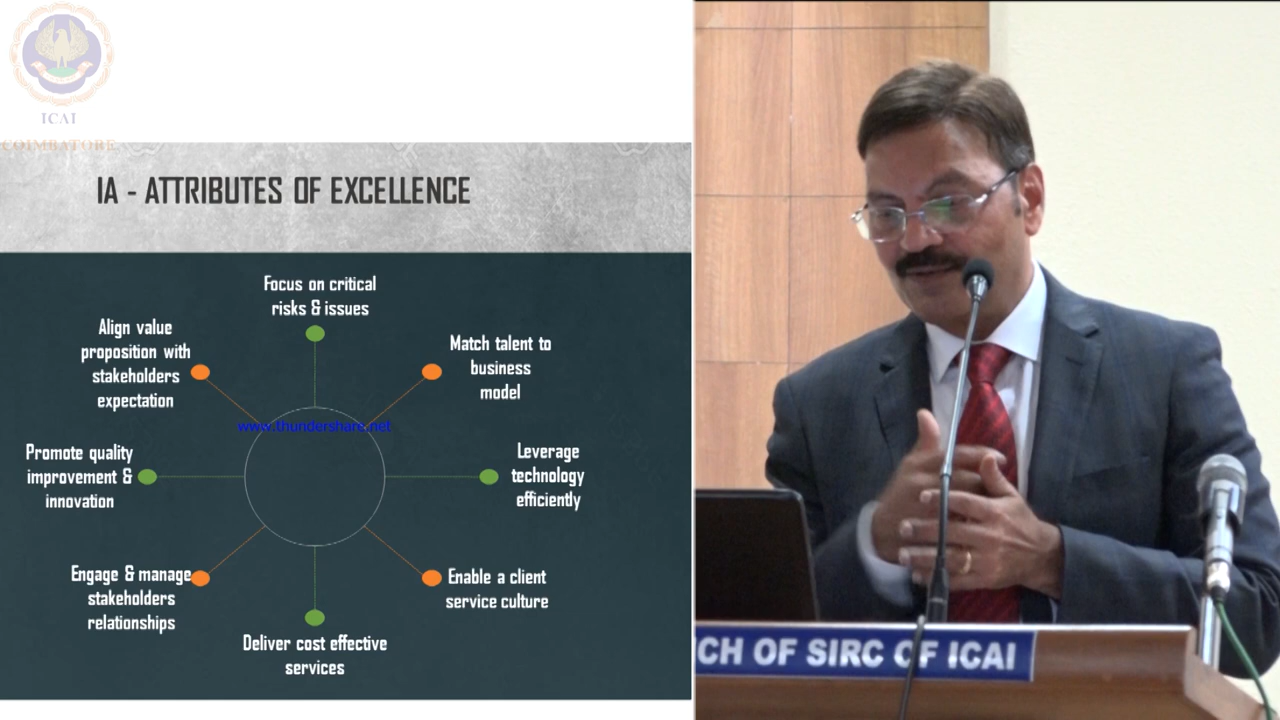 ICAI
COIMBATORE
IA - ATTRIBUTES OF EXCELLENCE
Focus on critical
risks & issues
Align value
proposition with
stakeholders
expectation
Match talent to
business
model
www.thundershare.net
Promote quality
improvement &
innovation
Leverage
technology
efficiently
Engage & manage
stakeholders
relationships
Enable a client
service culture
Deliver cost effective
services
CH OF SIRC OF ICAI